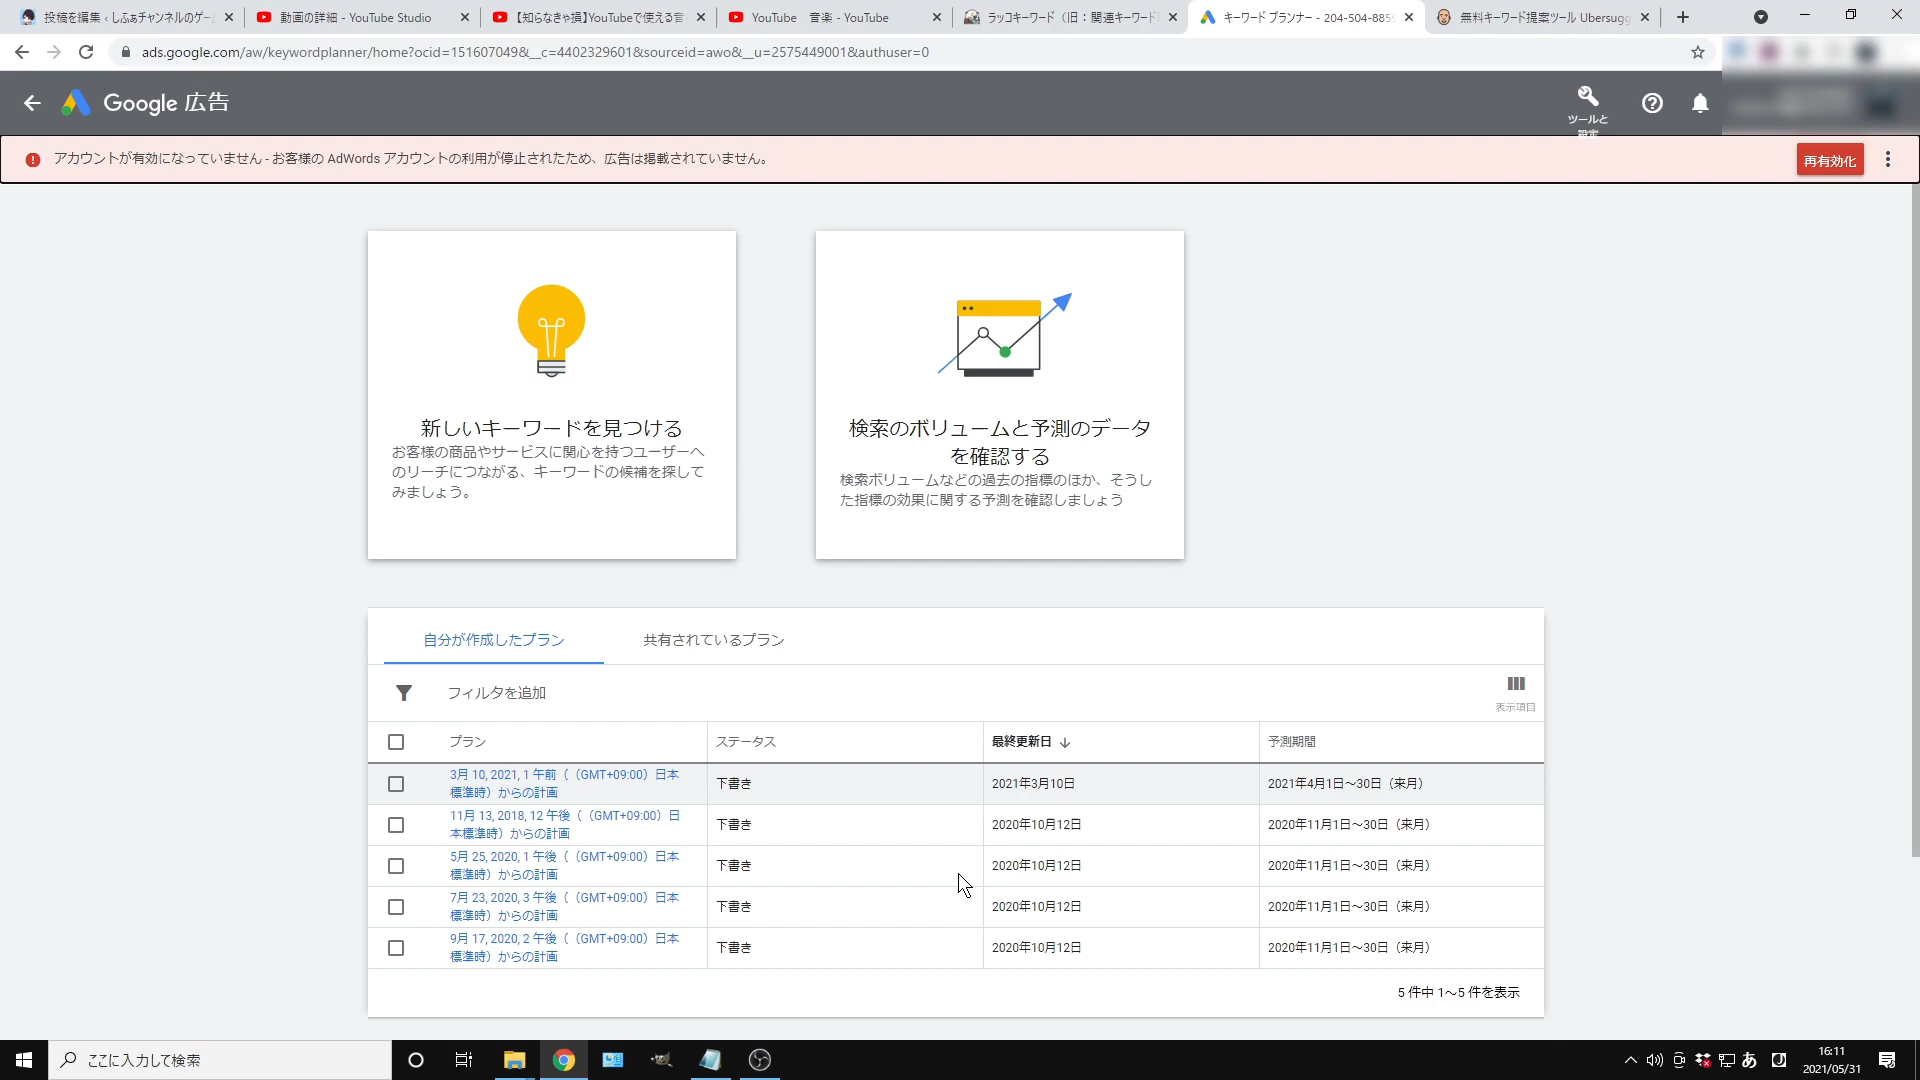 投稿を編集 ‹ しふぁチャンネルのゲー
動画の詳細 - YouTube Studio
【知らなきゃ損】YouTubeで使える音
YouTube 音楽 - YouTube
ラッコキーワード（旧：関連キーワード
キーワード プランナー - 204-504-885
無料キーワード提案ツール Ubersugg
ads.google.com/aw/keywordplanner/home?ocid=151607049&__c=4402329601&sourceid=awo&__u=2575449001&authuser=0
Google 広告
ツールと
設定
アカウントが有効になっていません - お客様の AdWords アカウントの利用が停止されたため、広告は掲載されていません。
再有効化
新しいキーワードを見つける
お客様の商品やサービスに関心を持つユーザーへ
のリーチにつながる、キーワードの候補を探して
みましょう。
検索のボリュームと予測のデータ
を確認する
検索ボリュームなどの過去の指標のほか、そうし
た指標の効果に関する予測を確認しましょう
自分が作成したプラン
共有されているプラン
フィルタを追加
表示項目
プラン
ステータス
最終更新日
予測期間
3月 10, 2021, 1 午前（（GMT+09:00）日本
標準時）からの計画
下書き
2021年3月10日
2021年4月1日～30日（来月）
11月 13, 2018, 12 午後（（GMT+09:00）日
本標準時）からの計画
下書き
2020年10月12日
2020年11月1日～30日（来月）
5月 25, 2020, 1 午後（（GMT+09:00）日本
標準時）からの計画
下書き
2020年10月12日
2020年11月1日～30日（来月）
7月 23, 2020, 3 午後（（GMT+09:00）日本
標準時）からの計画
下書き
2020年10月12日
2020年11月1日～30日（来月）
9月 17, 2020, 2 午後（（GMT+09:00）日本
標準時）からの計画
下書き
2020年10月12日
2020年11月1日～30日（来月）
5 件中 1～5 件を表示
ここに入力して検索
あ
16:11
2021/05/31